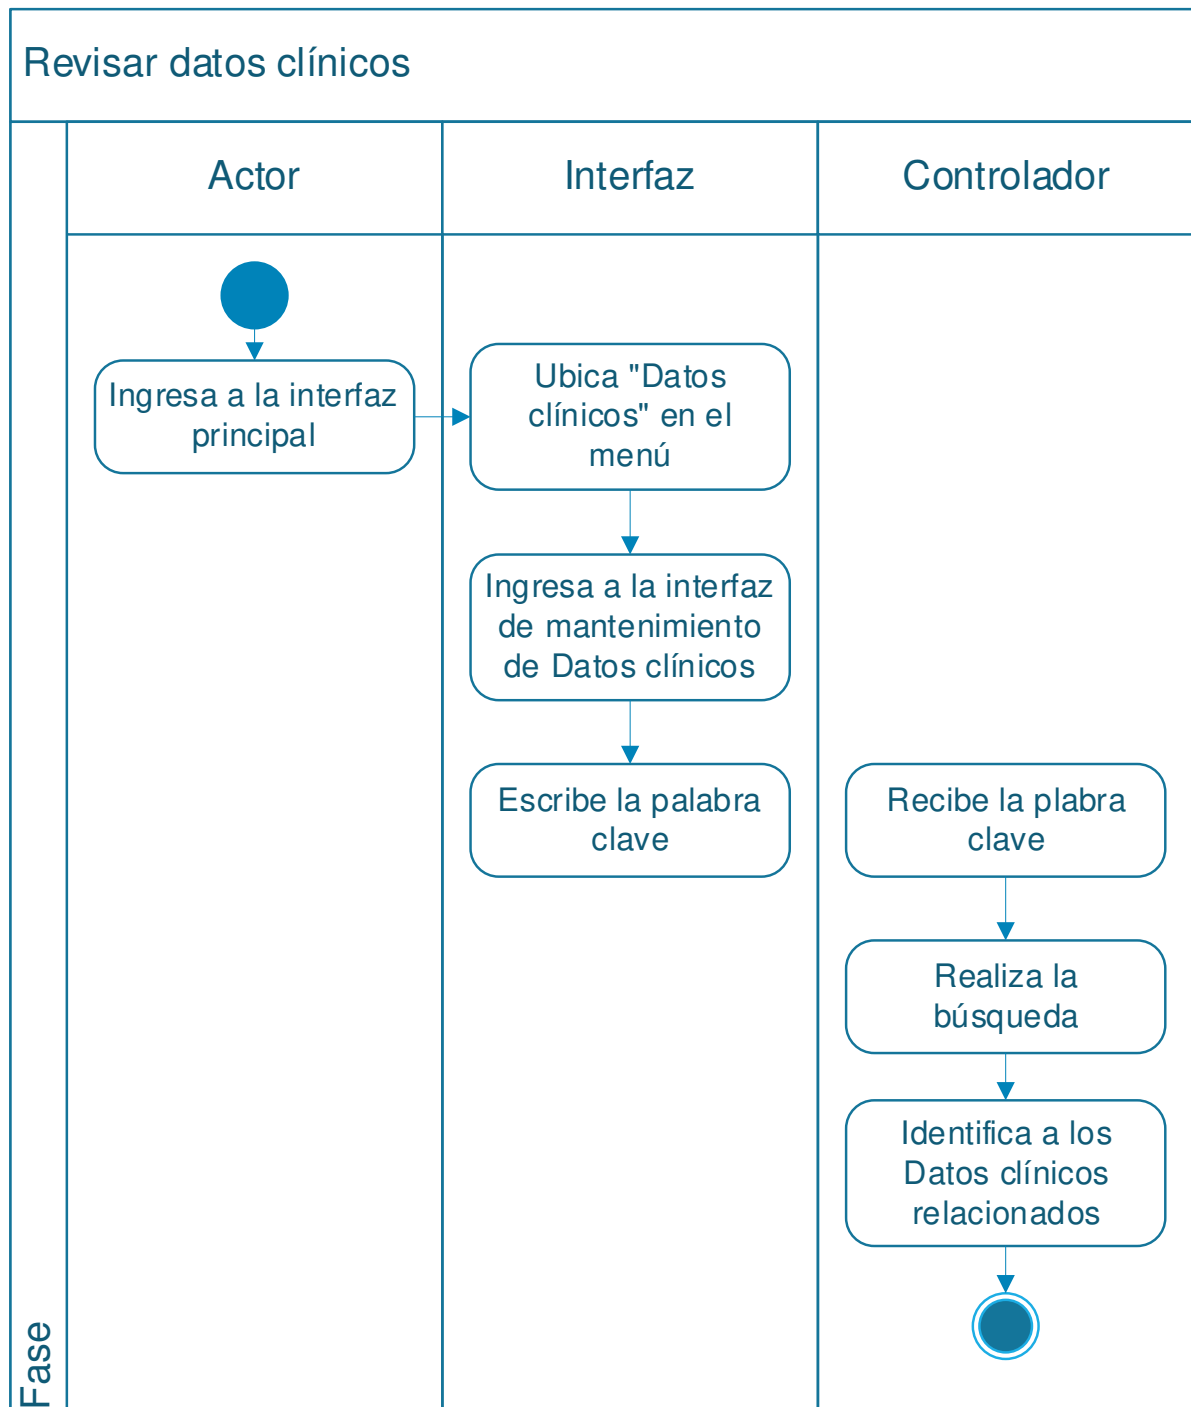 Revisar datos clínicos
Actor
Interfaz
Controlador
Ingresa a la interfaz
principal
Ubica "Datos
clínicos" en el
menú
Ingresa a la interfaz
de mantenimiento
de Datos clínicos
Escribe la palabra
clave
Recibe la plabra
clave
Realiza la
búsqueda
Identifica a los
Datos clínicos
relacionados
Fase